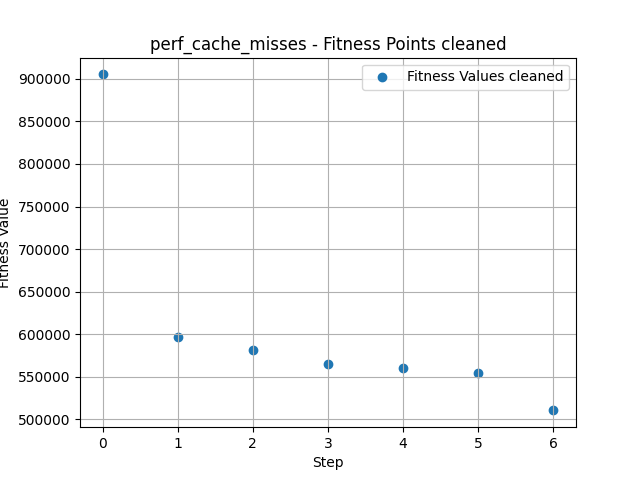 perf_cache_misses - Fitness Points cleaned
Fitness Values cleaned
900000
850000
800000
750000
700000
650000
600000
550000
500000
Fitness Value
0 1 2 3 4 5 6
Step